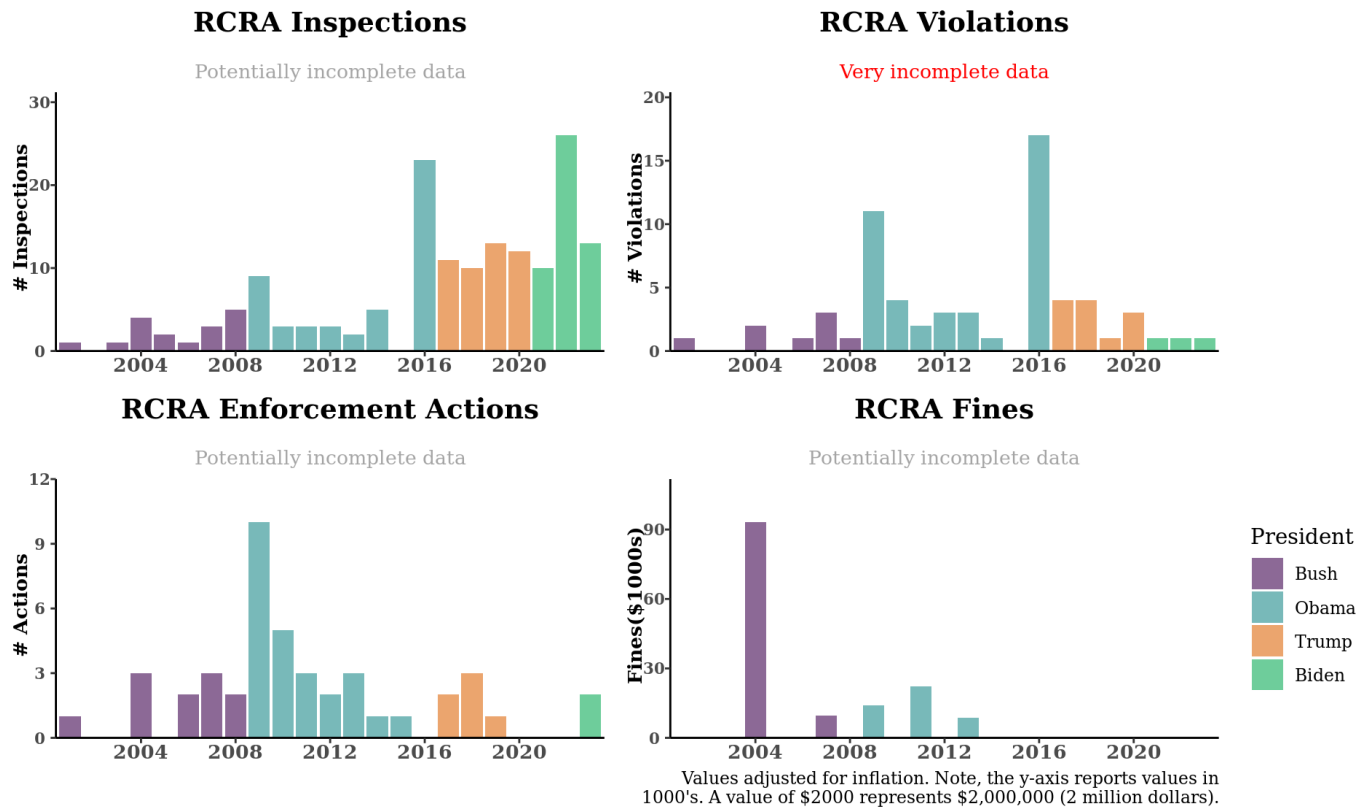 RCRA Inspections
Potentially incomplete data
# Inspections
30
20
10
0
2004 2008 2012 2016 2020
RCRA Violations
Very incomplete data
# Violations
20
15
10
5
0
2004 2008 2012 2016 2020
RCRA Enforcement Actions
Potentially incomplete data
# Actions
12
9
6
3
0
2004 2008 2012 2016 2020
RCRA Fines
Potentially incomplete data
Fines($1000s)
90
60
30
0
2004 2008 2012 2016 2020
President
Bush
Obama
Trump
Biden
Values adjusted for inflation. Note, the y-axis reports values in
1000's. A value of $2000 represents $2,000,000 (2 million dollars).